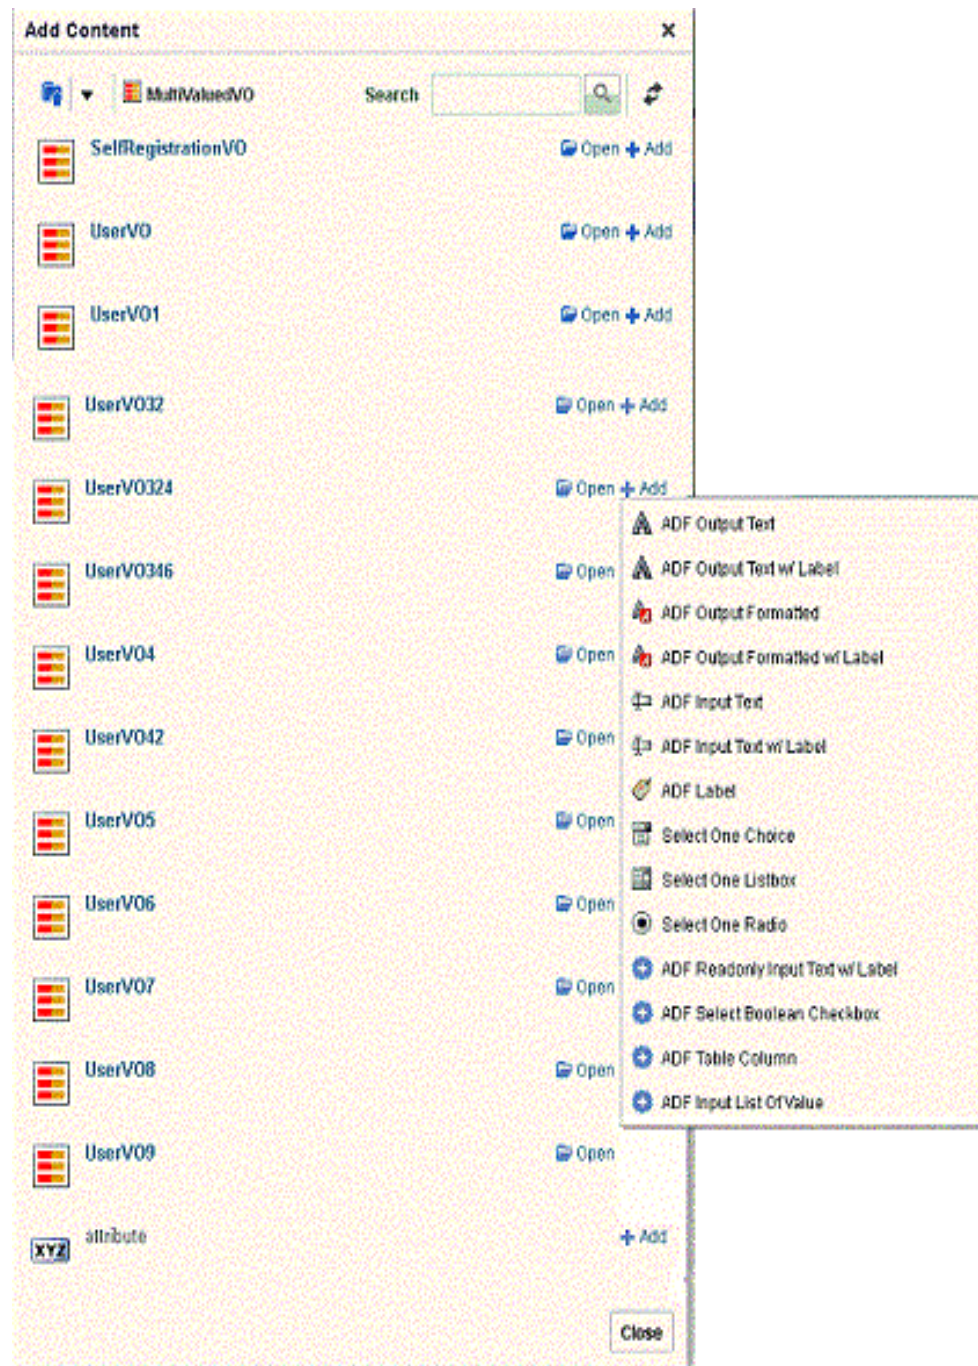 Add Content
MultiValuedVO Search
SelfRegistrationVO Open Add
UserVO Open Add
UserVO1 Open Add
UserVO32 Open Add
UserVO324 Open Add
ADF Output Text
ADF Output Text w/ Label
UserVO346 Open
ADF Output Formatted
UserVO4 Open
ADF Output Formatted w/ Label
ADF Input Text
UserVO42 Open
ADF Input Text w/ Label
ADF Label
UserVO5 Open
Select One Choice
Select One Listbox
UserVO6 Open
Select One Radio
ADF Readonly Input Text w/ Label
UserVO7 Open
ADF Select Boolean Checkbox
ADF Table Column
UserVO8 Open
ADF Input List Of Value
UserVO9 Open
XYZ attribute Add
Close